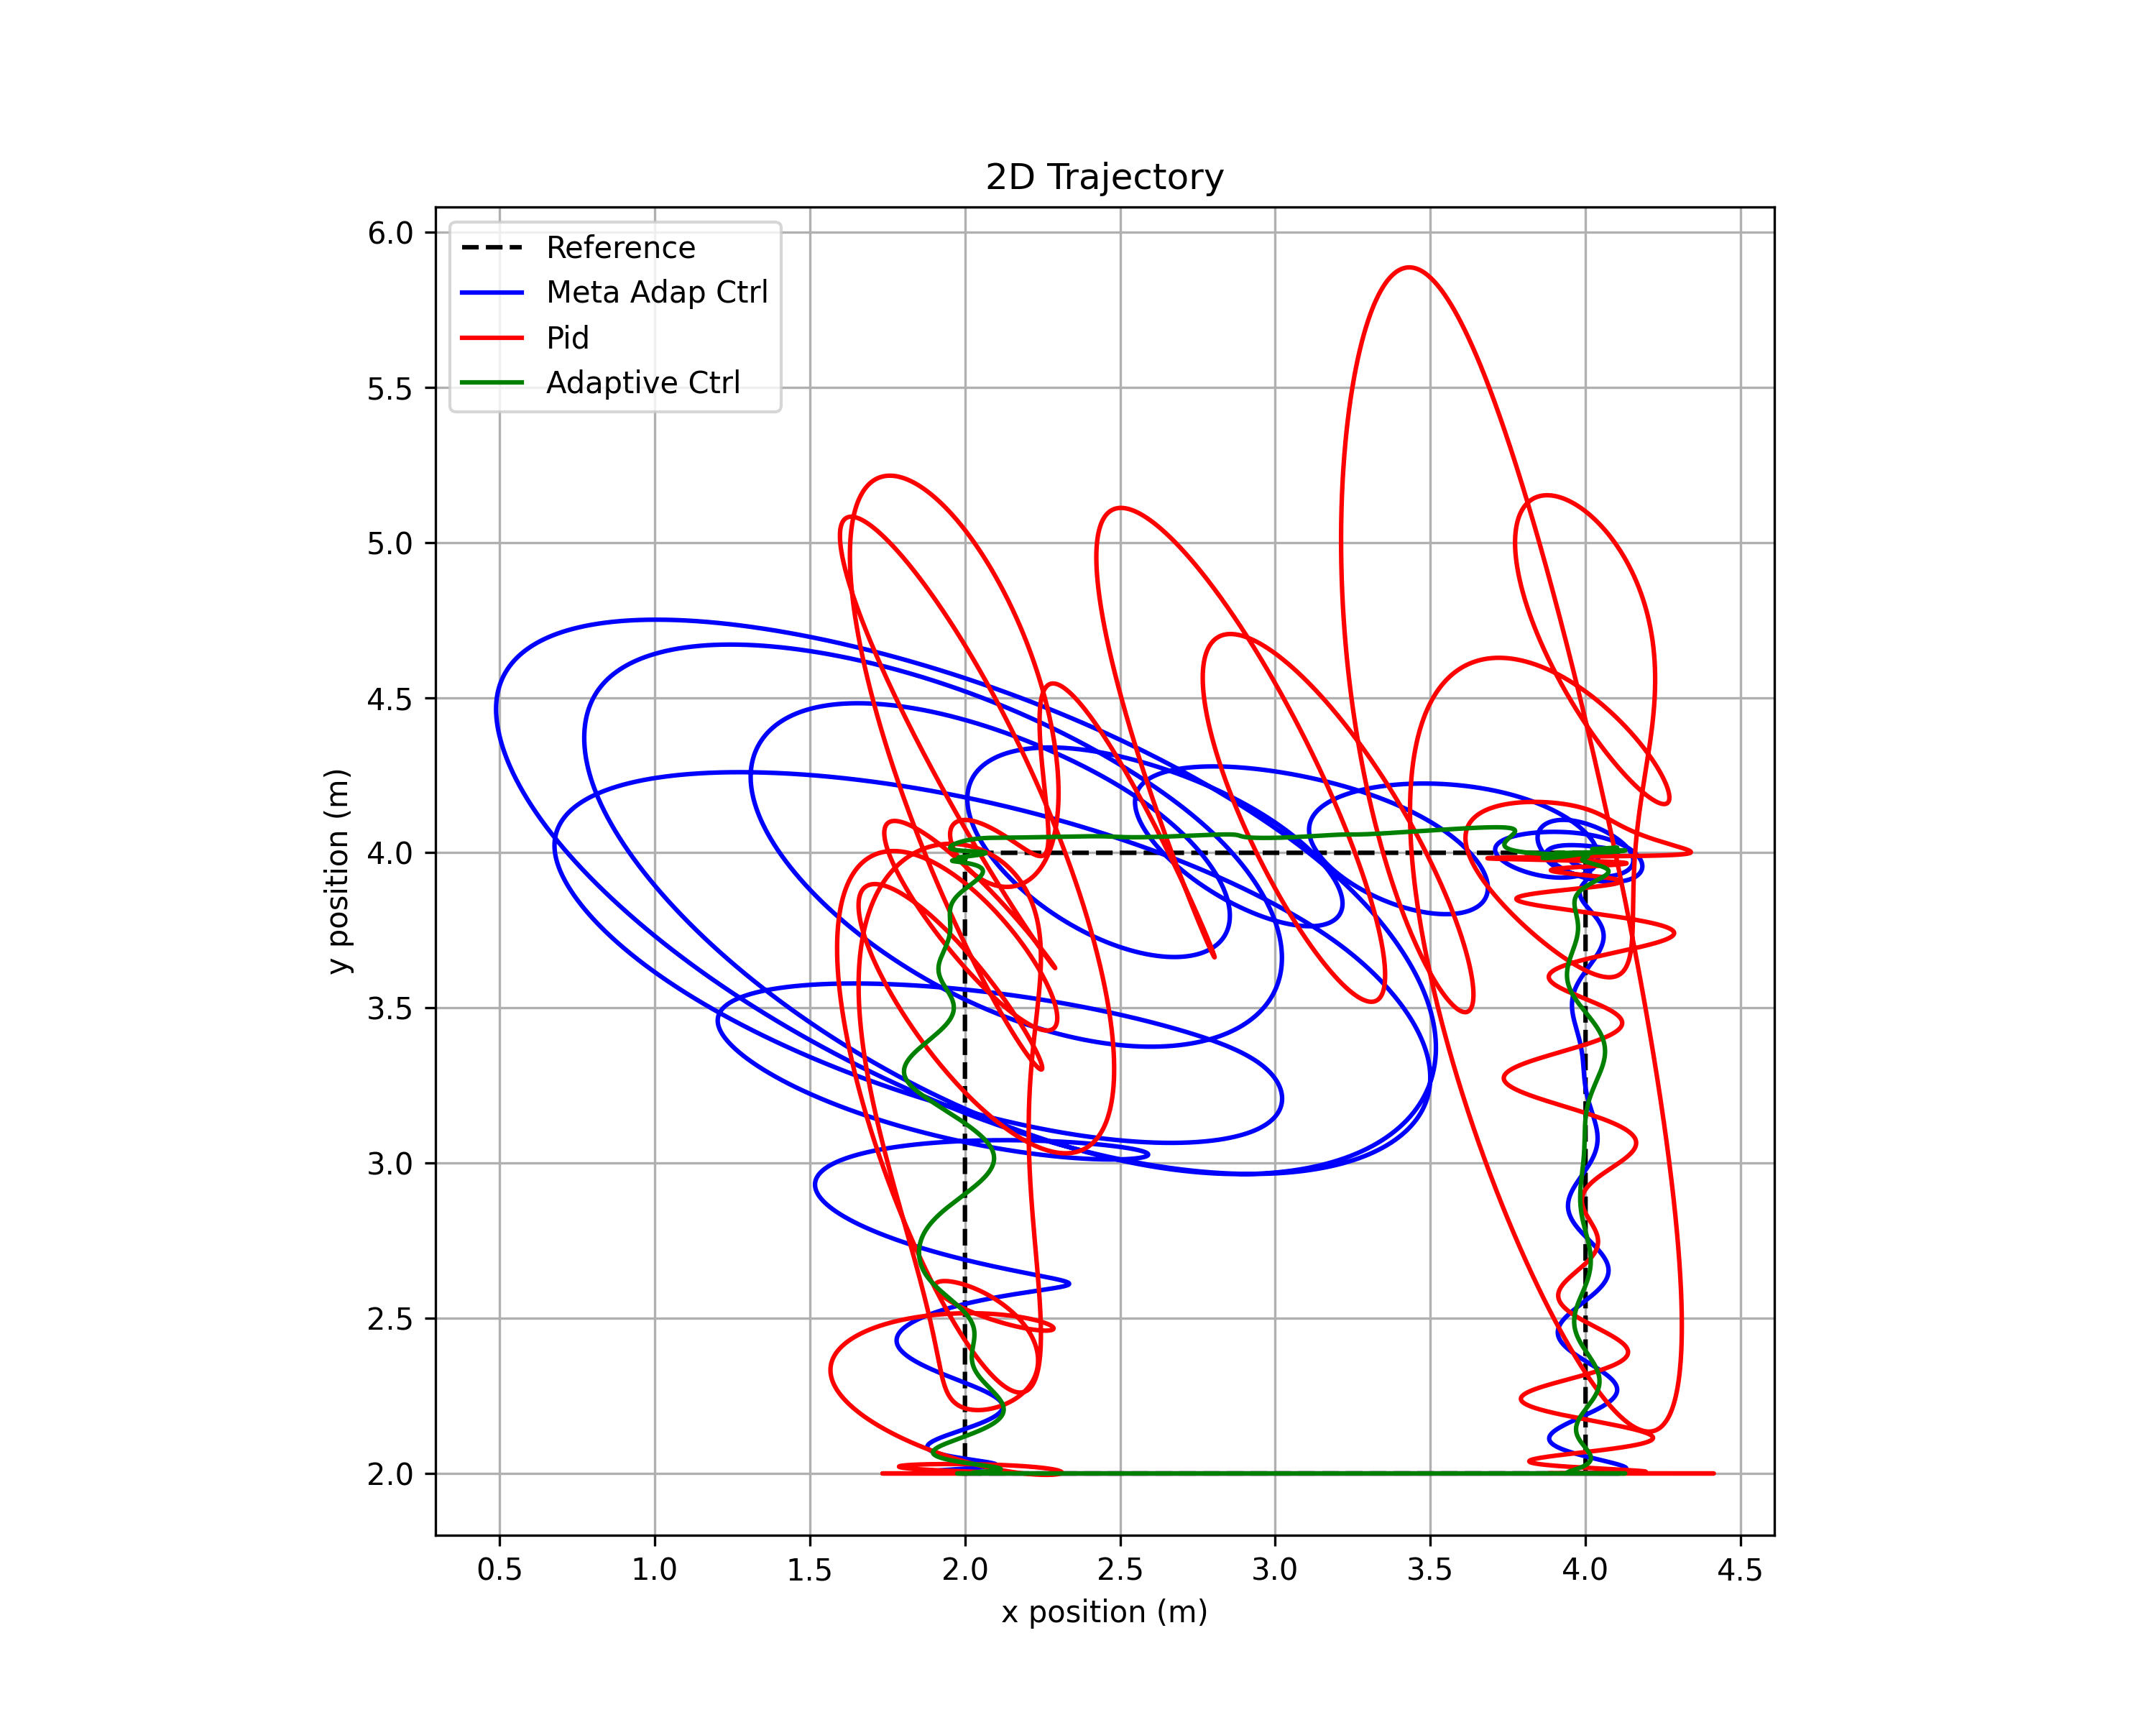 2D Trajectory
Reference
Meta Adap Ctrl
Pid
Adaptive Ctrl
6.0
5.5
5.0
4.5
4.0
3.5
3.0
2.5
2.0
y position (m)
0.5 1.0 1.5 2.0 2.5 3.0 3.5 4.0 4.5
x position (m)